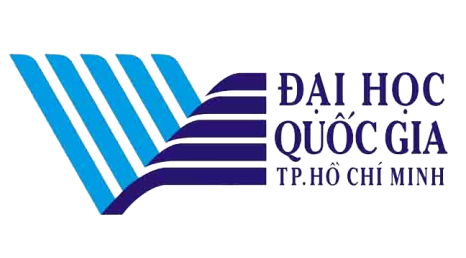 ĐẠI HỌC
QUỐC GIA
TP.HỒ CHÍ MINH